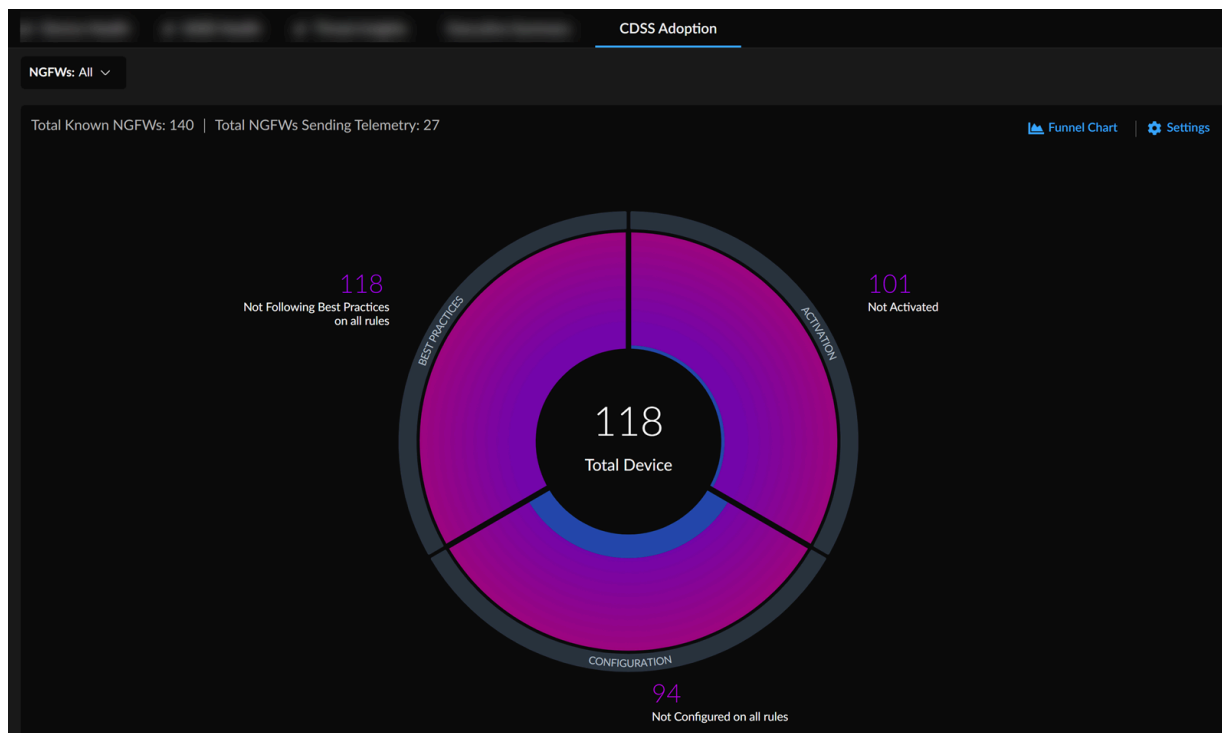 CDSS Adoption
NGFWs: All
Total Known NGFWs: 140 | Total NGFWs Sending Telemetry: 27
Funnel Chart
Settings
118
Not Following Best Practices
on all rules
101
Not Activated
BEST PRACTICES
ACTIVATION
118
Total Device
CONFIGURATION
94
Not Configured on all rules